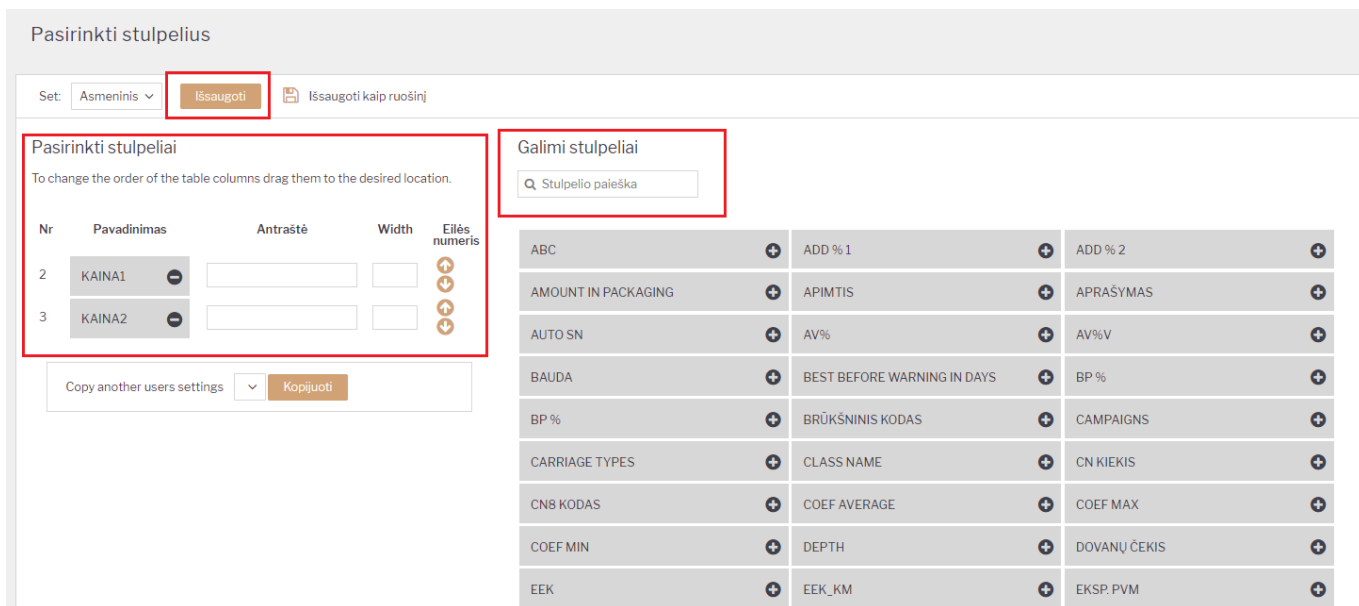 Pasirinkti stulpelius
Set: Asmeninis Išsaugoti Išsaugoti kaip ruošinį
Pasirinkti stulpeliai
To change the order of the table columns drag them to the desired location.
Nr Pavadinimas Antraštė Width Eilės numeris
2 KAINA1
3 KAINA2
Copy another users settings Kopijuoti
Galimi stulpeliai
Stulpelio paieška
ABC ADD % 1 ADD % 2
AMOUNT IN PACKAGING APIMTIS APRAŠYMAS
AUTO SN AV% AV%V
BAUDA BEST BEFORE WARNING IN DAYS BP %
BP % BRŪKŠNINIS KODAS CAMPAIGNS
CARRIAGE TYPES CLASS NAME CN KIEKIS
CN8 KODAS COEF AVERAGE COEF MAX
COEF MIN DEPTH DOVANŲ ČEKIS
EEK EEK_KM EKSP. PVM